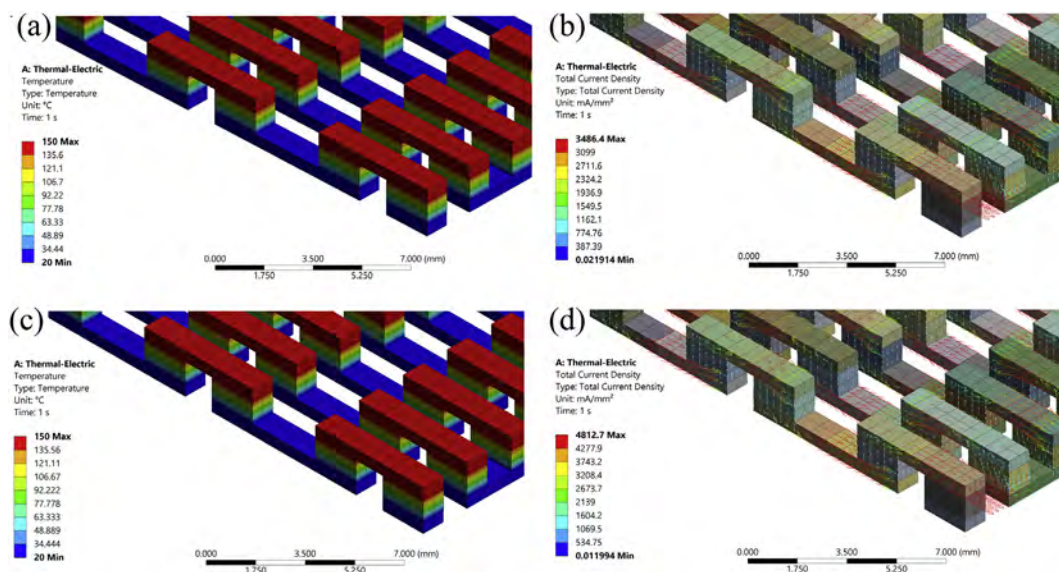 (a)
A: Thermal-Electric
Temperature
Type: Temperature
Unit: °C
Time: 1 s
150 Max
135.6
121.1
106.7
92.22
77.78
63.33
48.89
34.44
20 Min
0.000 3.500 7.000 (mm)
1.750 5.250
(b)
A: Thermal-Electric
Total Current Density
Type: Total Current Density
Unit: mA/mm²
Time: 1 s
3486.4 Max
3099
2711.6
2324.2
1936.9
1549.5
1162.1
774.76
387.39
0.021914 Min
0.000 3.500 7.000 (mm)
1.750 5.250
(c)
A: Thermal-Electric
Temperature
Type: Temperature
Unit: °C
Time: 1 s
150 Max
135.56
121.11
106.67
92.222
77.778
63.333
48.889
34.444
20 Min
0.000 3.500 7.000 (mm)
1.750 5.250
(d)
A: Thermal-Electric
Total Current Density
Type: Total Current Density
Unit: mA/mm²
Time: 1 s
4812.7 Max
4277.9
3743.2
3208.4
2673.7
2139
1604.2
1069.5
534.75
0.011994 Min
0.000 3.500 7.000 (mm)
1.750 5.250